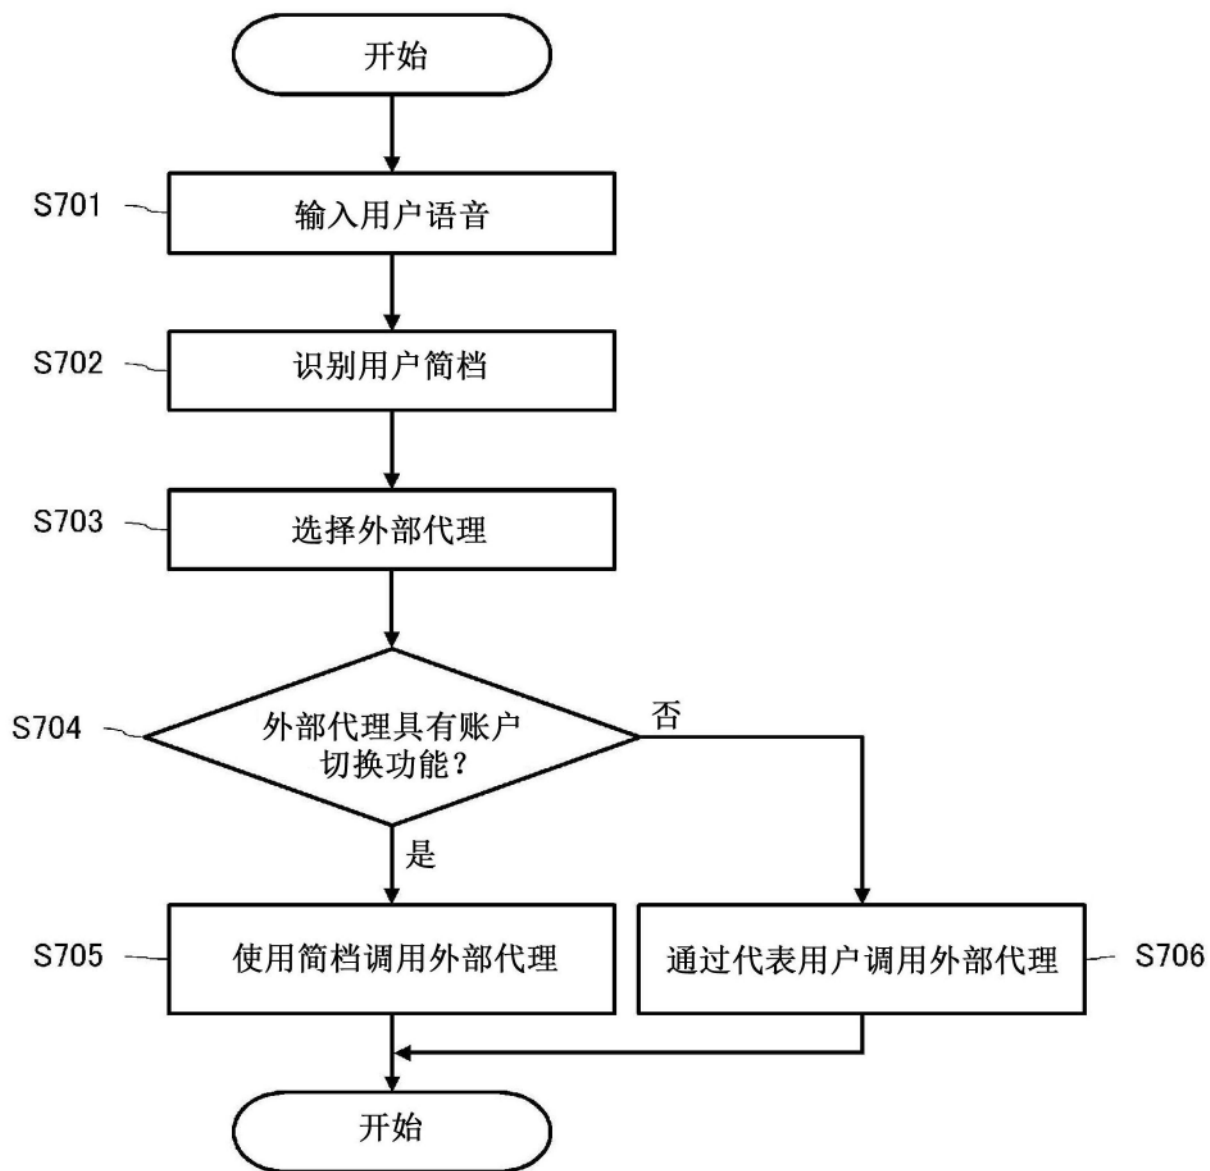 开始
S701
输入用户语音
S702
识别用户简档
S703
选择外部代理
S704
外部代理具有账户
切换功能?
否
是
S705
使用简档调用外部代理
通过代表用户调用外部代理
S706
开始